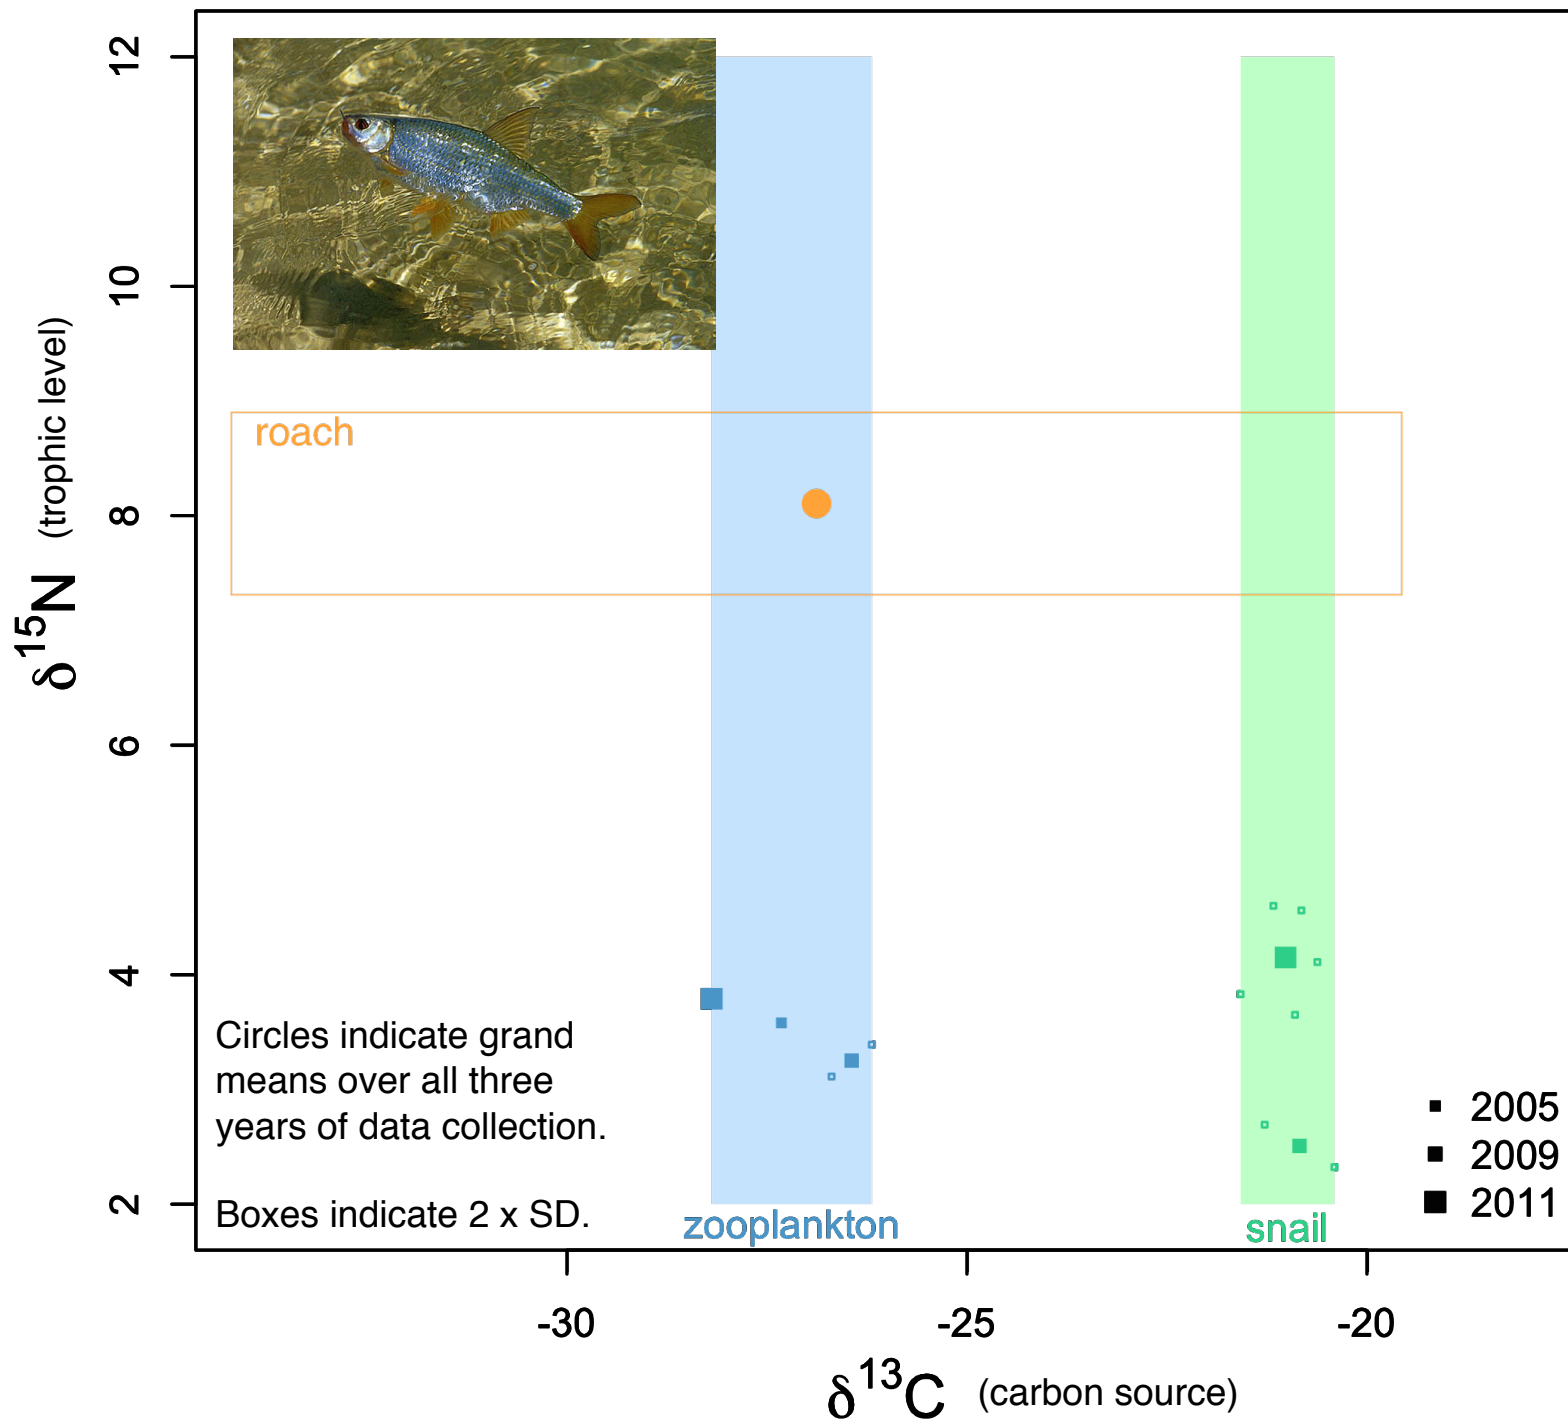 12
10
8
6
4
2
δ15N (trophic level)
roach
Circles indicate grand
means over all three
years of data collection.
Boxes indicate 2 x SD.
zooplankton
snail
2005
2009
2011
-30
-25
-20
δ13C (carbon source)